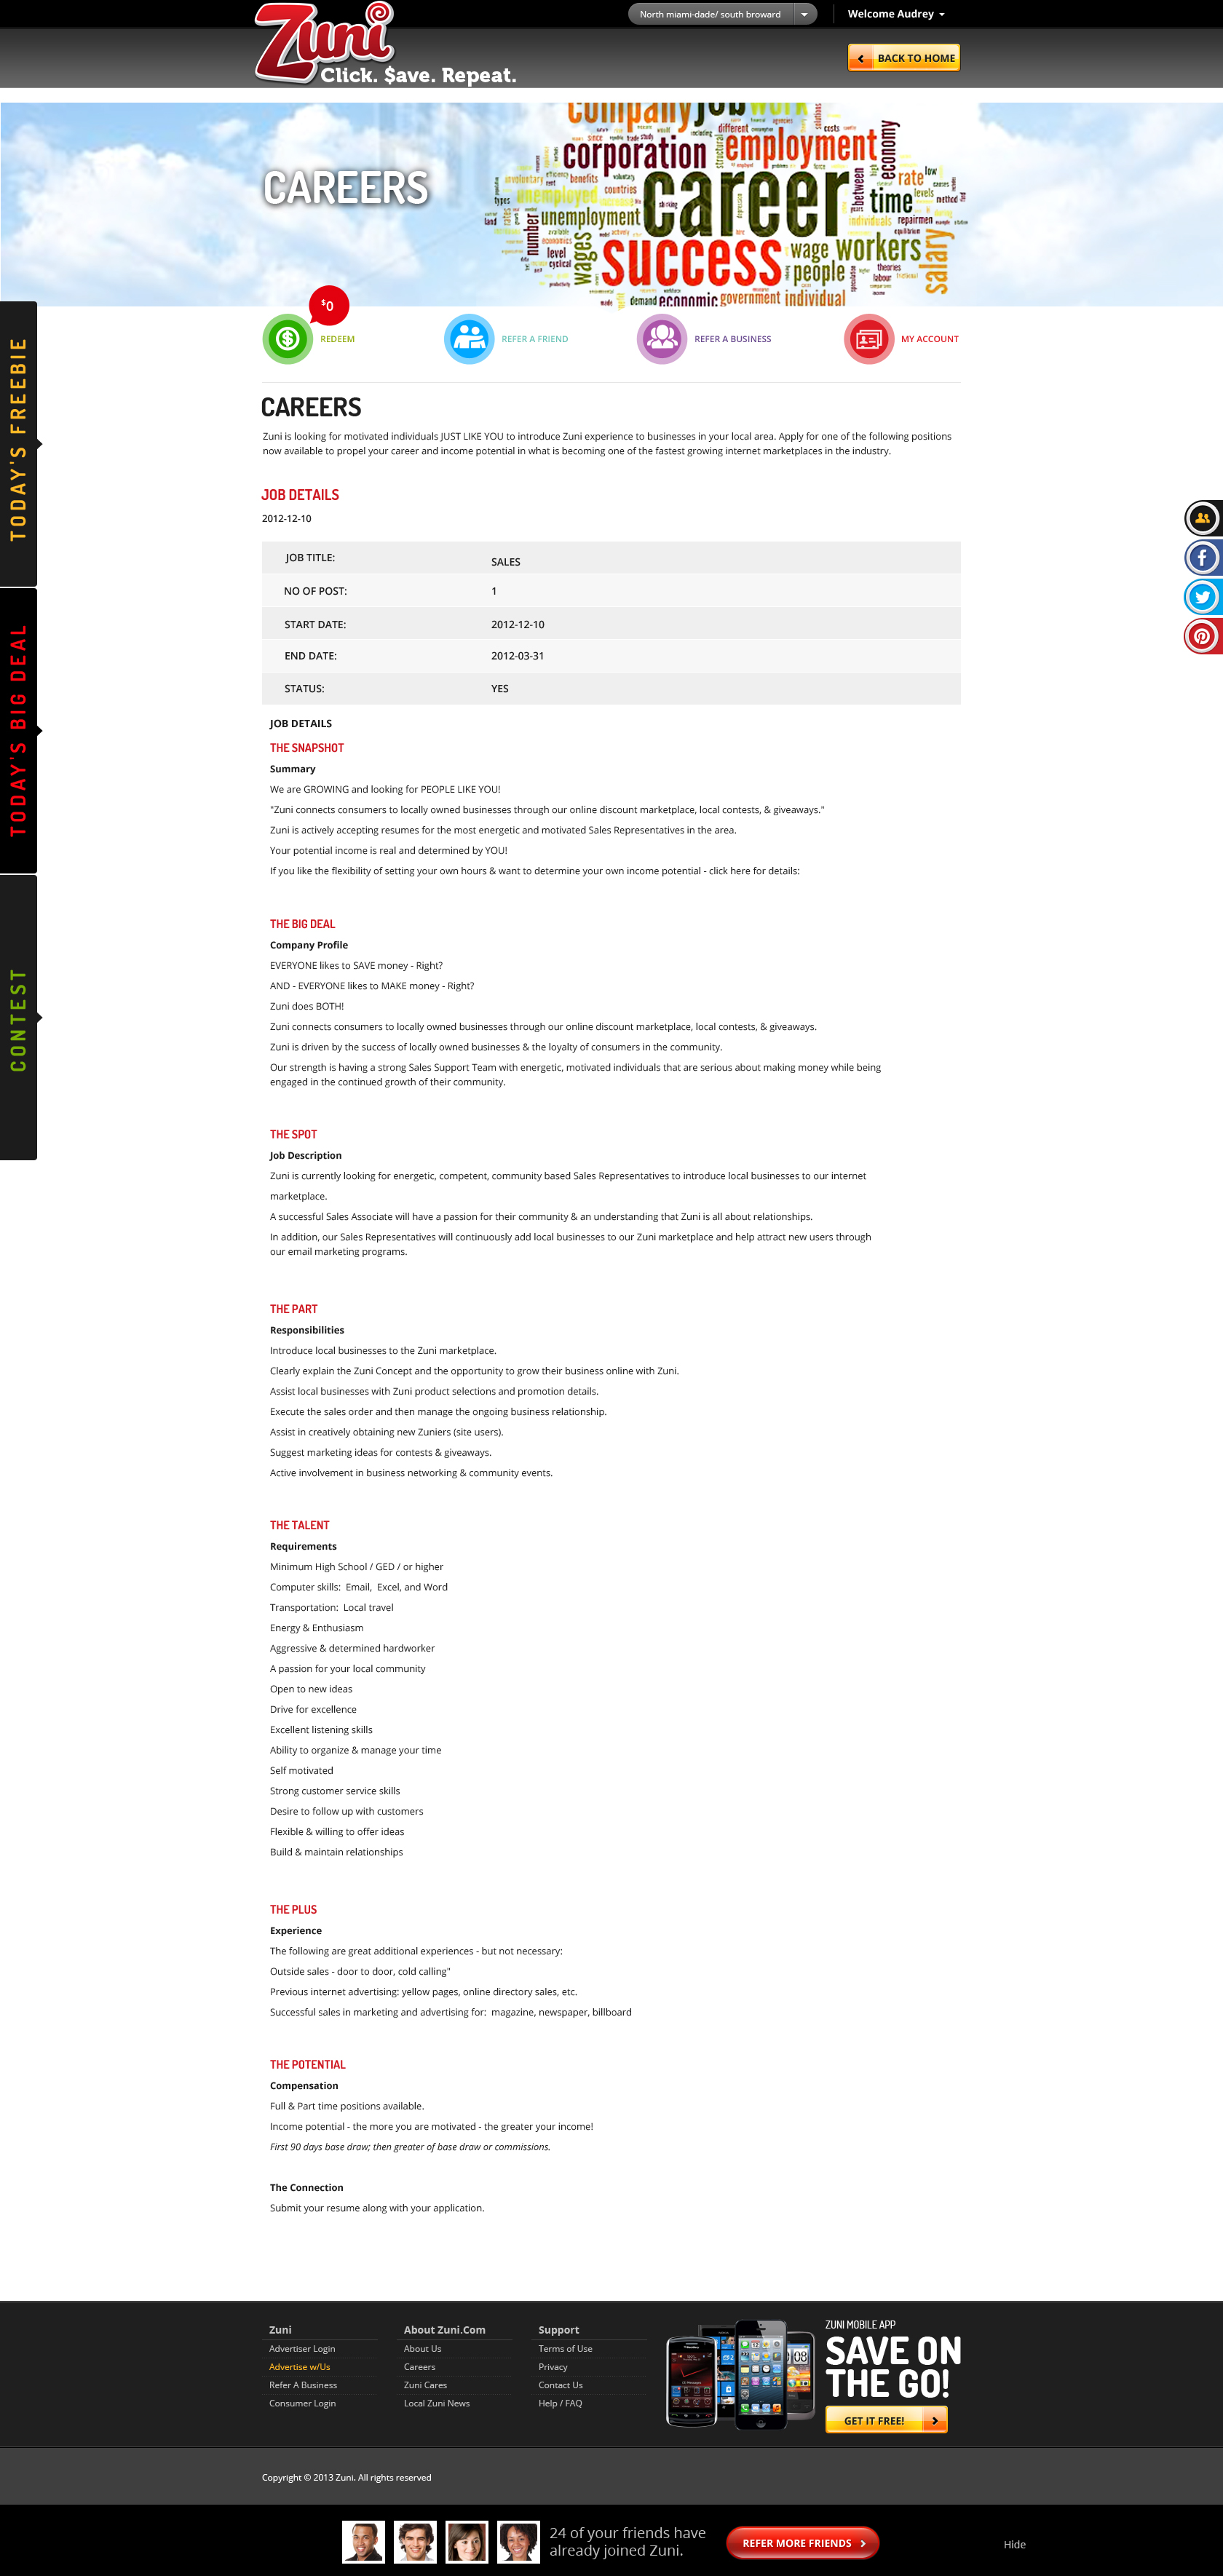 North miami-dade/ south broward
Welcome Audrey
Zuni
Click. $ave. Repeat.
BACK TO HOME
CAREERS
company job work
corporation
different
employment
costs
economy
employment
career
between
rate
low
causes
method
time
levels
types
involuntary
benefits
countries
unemployment
number
repairmen
success
salary
wages
wage workers
people
labour
theories
frictional
demand economic government individual
$0
REDEEM
REFER A FRIEND
REFER A BUSINESS
MY ACCOUNT
TODAY'S FREEBIE
TODAY'S BIG DEAL
CONTEST
CAREERS
Zuni is looking for motivated individuals JUST LIKE YOU to introduce Zuni experience to businesses in your local area. Apply for one of the following positions
now available to propel your career and income potential in what is becoming one of the fastest growing internet marketplaces in the industry.
JOB DETAILS
2012-12-10
JOB TITLE: SALES
NO OF POST: 1
START DATE: 2012-12-10
END DATE: 2012-03-31
STATUS: YES
JOB DETAILS
THE SNAPSHOT
Summary
We are GROWING and looking for PEOPLE LIKE YOU!
"Zuni connects consumers to locally owned businesses through our online discount marketplace, local contests, & giveaways."
Zuni is actively accepting resumes for the most energetic and motivated Sales Representatives in the area.
Your potential income is real and determined by YOU!
If you like the flexibility of setting your own hours & want to determine your own income potential - click here for details:
THE BIG DEAL
Company Profile
EVERYONE likes to SAVE money - Right?
AND - EVERYONE likes to MAKE money - Right?
Zuni does BOTH!
Zuni connects consumers to locally owned businesses through our online discount marketplace, local contests, & giveaways.
Zuni is driven by the success of locally owned businesses & the loyalty of consumers in the community.
Our strength is having a strong Sales Support Team with energetic, motivated individuals that are serious about making money while being
engaged in the continued growth of their community.
THE SPOT
Job Description
Zuni is currently looking for energetic, competent, community based Sales Representatives to introduce local businesses to our internet
marketplace.
A successful Sales Associate will have a passion for their community & an understanding that Zuni is all about relationships.
In addition, our Sales Representatives will continuously add local businesses to our Zuni marketplace and help attract new users through
our email marketing programs.
THE PART
Responsibilities
Introduce local businesses to the Zuni marketplace.
Clearly explain the Zuni Concept and the opportunity to grow their business online with Zuni.
Assist local businesses with Zuni product selections and promotion details.
Execute the sales order and then manage the ongoing business relationship.
Assist in creatively obtaining new Zuniers (site users).
Suggest marketing ideas for contests & giveaways.
Active involvement in business networking & community events.
THE TALENT
Requirements
Minimum High School / GED / or higher
Computer skills: Email, Excel, and Word
Transportation: Local travel
Energy & Enthusiasm
Aggressive & determined hardworker
A passion for your local community
Open to new ideas
Drive for excellence
Excellent listening skills
Ability to organize & manage your time
Self motivated
Strong customer service skills
Desire to follow up with customers
Flexible & willing to offer ideas
Build & maintain relationships
THE PLUS
Experience
The following are great additional experiences - but not necessary:
Outside sales - door to door, cold calling"
Previous internet advertising: yellow pages, online directory sales, etc.
Successful sales in marketing and advertising for: magazine, newspaper, billboard
THE POTENTIAL
Compensation
Full & Part time positions available.
Income potential - the more you are motivated - the greater your income!
First 90 days base draw; then greater of base draw or commissions.
The Connection
Submit your resume along with your application.
Zuni
Advertiser Login
Advertise w/Us
Refer A Business
Consumer Login
About Zuni.Com
About Us
Careers
Zuni Cares
Local Zuni News
Support
Terms of Use
Privacy
Contact Us
Help / FAQ
ZUNI MOBILE APP
SAVE ON
THE GO!
GET IT FREE!
Copyright © 2013 Zuni. All rights reserved
24 of your friends have
already joined Zuni.
REFER MORE FRIENDS
Hide